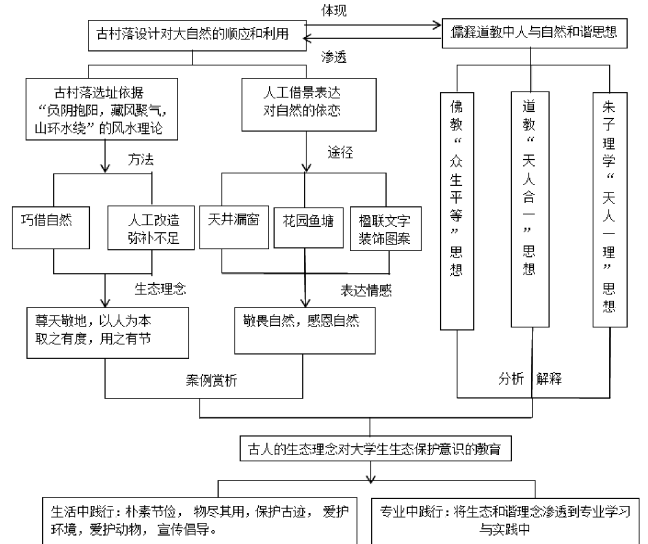 体现
古村落设计对大自然的顺应和利用
儒释道教中人与自然和谐思想
渗透
古村落选址依据
“负阴抱阳，藏风聚气，
山环水绕”的风水理论
人工借景表达
对自然的依恋
佛教“众生平等”思想
道教“天人合一”思想
朱子理学“天人一理”思想
方法
途径
巧借自然
人工改造
弥补不足
天井漏窗
花园鱼塘
楹联文字
装饰图案
生态理念
表达情感
尊天敬地，以人为本
取之有度，用之有节
敬畏自然，感恩自然
案例赏析
分析
解释
古人的生态理念对大学生生态保护意识的教育
生活中践行：朴素节俭， 物尽其用，保护古迹， 爱护
环境，爱护动物， 宣传倡导。
专业中践行：将生态和谐理念渗透到专业学习
与实践中